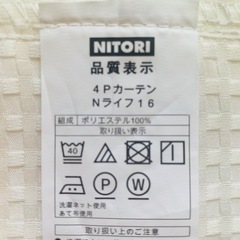 NITORI
品質表示
4Pカーテン
Nライフ16
組成 ポリエステル100%
取り扱い表示
40
P W
洗濯ネット使用
あて布使用
取り扱い上のご注意